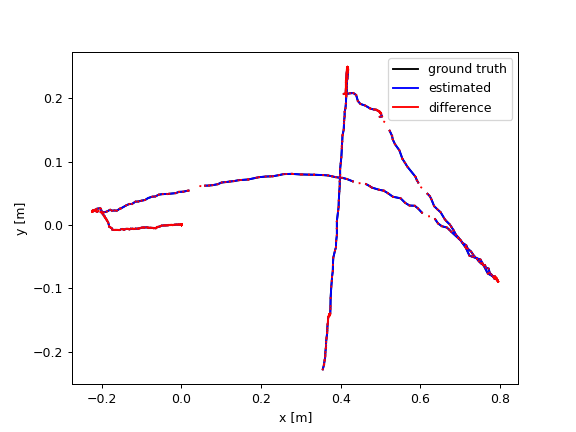 ground truth
estimated
difference
0.2
0.1
0.0
−0.1
−0.2
y [m]
−0.2
0.0
0.2
0.4
0.6
0.8
x [m]